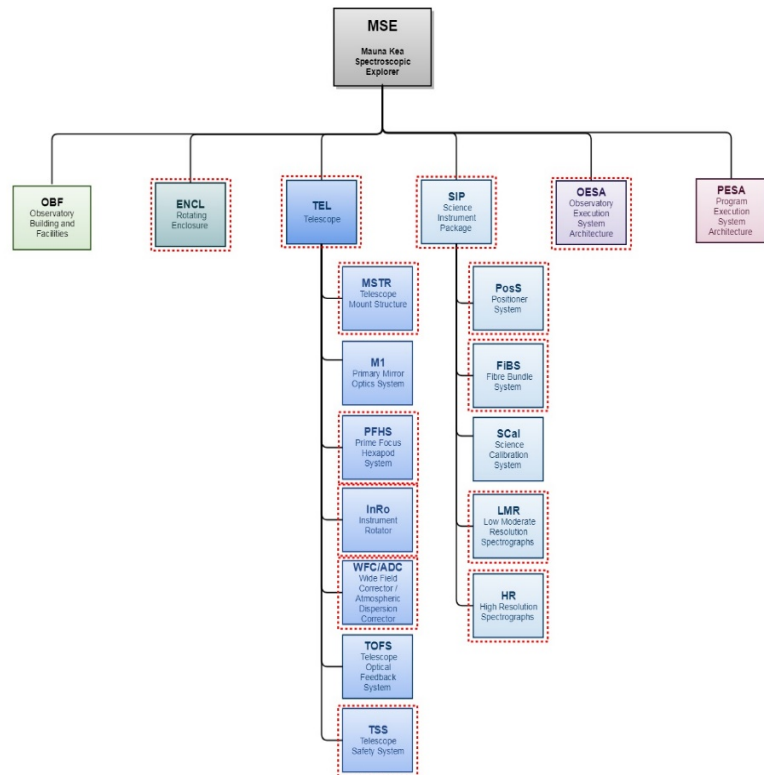 MSE
Mauna Kea
Spectroscopic
Explorer
OBF
Observatory
Building and
Facilities
ENCL
Rotating
Enclosure
TEL
Telescope
SIP
Science
Instrument
Package
OESA
Observatory
Execution
System
Architecture
PESA
Program
Execution
System
Architecture
MSTR
Telescope
Mount Structure
M1
Primary Mirror
Optics System
PFHS
Prime Focus
Hexapod
System
InRo
Instrument
Rotator
WFC/ADC
Wide Field
Corrector /
Atmospheric
Dispersion
Corrector
TOFS
Telescope
Optical
Feedback
System
TSS
Telescope
Safety System
PosS
Positioner
System
FiBS
Fibre Bundle
System
SCal
Science
Calibration
System
LMR
Low Moderate
Resolution
Spectrographs
HR
High Resolution
Spectrographs